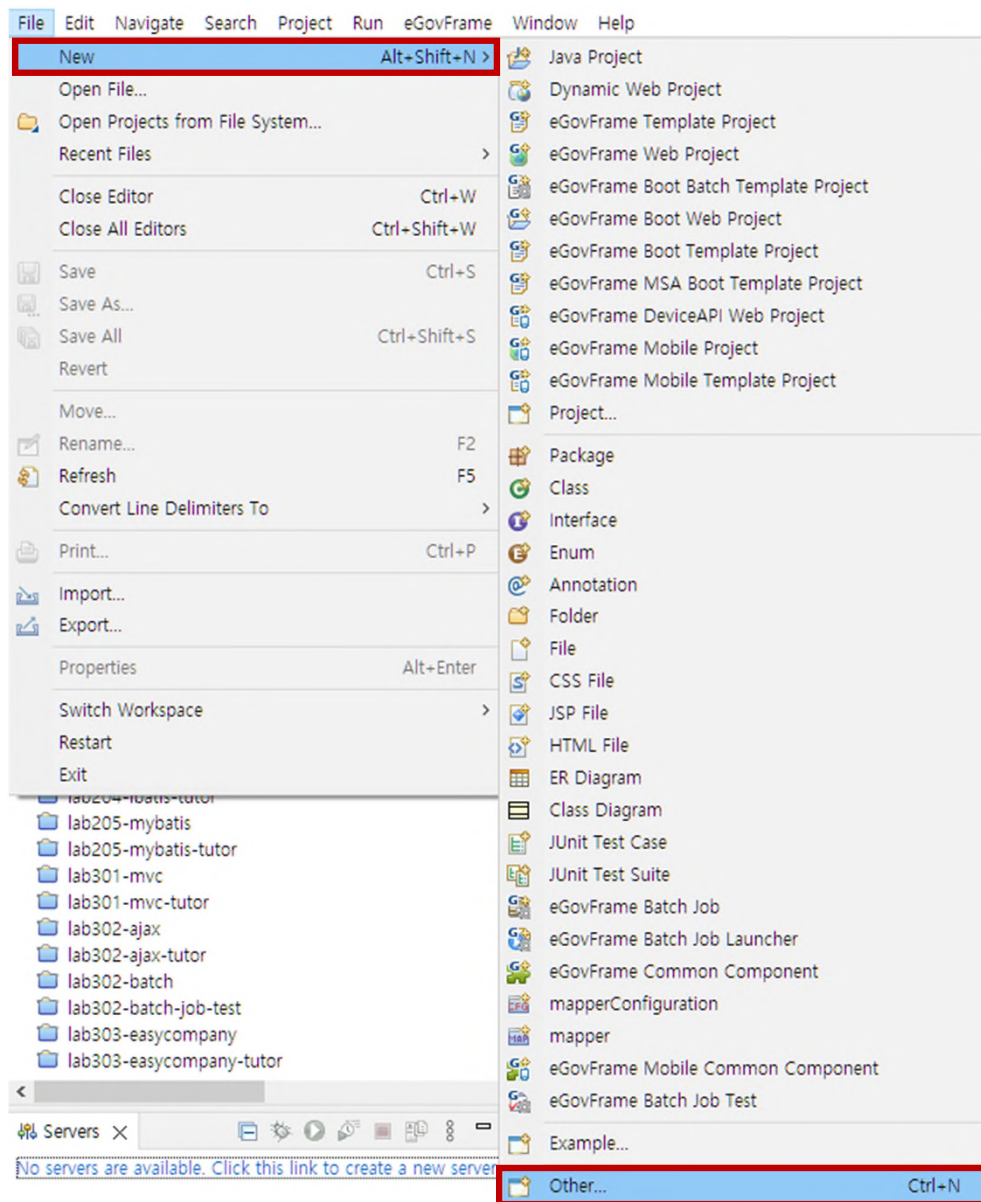 File Edit Navigate Search Project Run eGovFrame Window Help
New Alt+Shift+N >
Open File...
Open Projects from File System...
Recent Files >
Close Editor Ctrl+W
Close All Editors Ctrl+Shift+W
Save Ctrl+S
Save As...
Save All Ctrl+Shift+S
Revert
Move...
Rename... F2
Refresh F5
Convert Line Delimiters To >
Print... Ctrl+P
Import...
Export...
Properties Alt+Enter
Switch Workspace >
Restart
Exit
lab204-ibatis-tutor
lab205-mybatis
lab205-mybatis-tutor
lab301-mvc
lab301-mvc-tutor
lab302-ajax
lab302-ajax-tutor
lab302-batch
lab302-batch-job-test
lab303-easycompany
lab303-easycompany-tutor
Servers
No servers are available. Click this link to create a new server
Java Project
Dynamic Web Project
eGovFrame Template Project
eGovFrame Web Project
eGovFrame Boot Batch Template Project
eGovFrame Boot Web Project
eGovFrame Boot Template Project
eGovFrame MSA Boot Template Project
eGovFrame DeviceAPI Web Project
eGovFrame Mobile Project
eGovFrame Mobile Template Project
Project...
Package
Class
Interface
Enum
Annotation
Folder
File
CSS File
JSP File
HTML File
ER Diagram
Class Diagram
JUnit Test Case
JUnit Test Suite
eGovFrame Batch Job
eGovFrame Batch Job Launcher
eGovFrame Common Component
mapperConfiguration
mapper
eGovFrame Mobile Common Component
eGovFrame Batch Job Test
Example...
Other... Ctrl+N